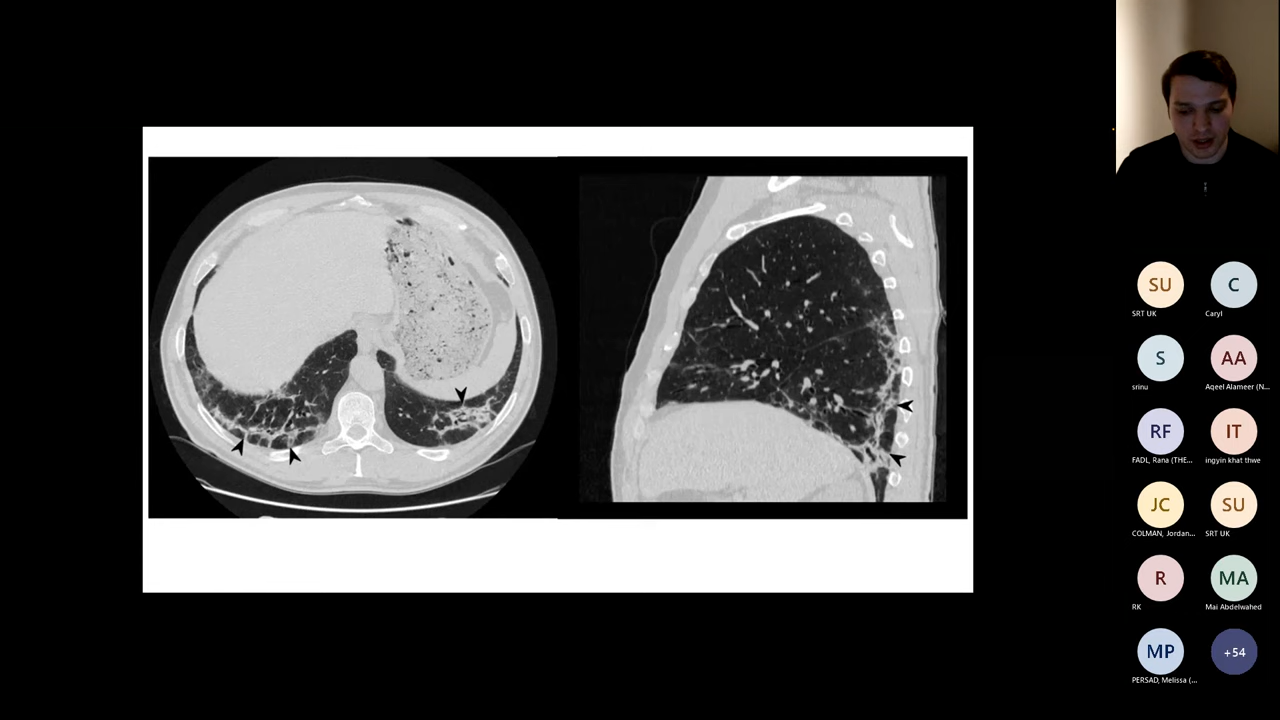 SU
C
SRT UK
Caryl
S
AA
srinu
Aqeel Alameer (N...
RF
IT
FADL, Rana (THE...
ingyin khat thwe
JC
SU
COLMAN, Jordan...
SRT UK
R
MA
RK
Mai Abdelwahed
MP
+54
PERSAD, Melissa (...